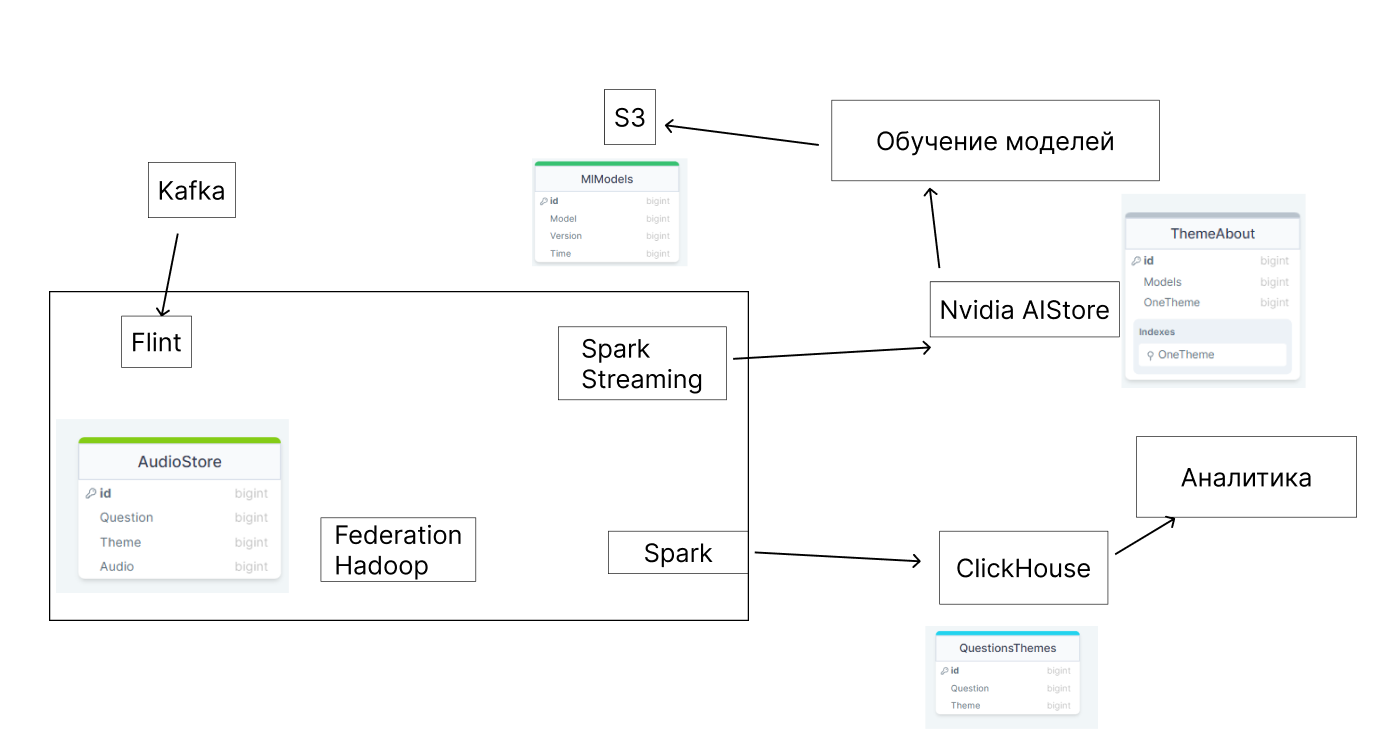 S3
Обучение моделей
Kafka
MlModels
id bigint
Model bigint
Version bigint
Time bigint
ThemeAbout
id bigint
Models bigint
OneTheme bigint
Indexes
OneTheme
Nvidia AIStore
Flint
Spark
Streaming
AudioStore
id bigint
Question bigint
Theme bigint
Audio bigint
Federation
Hadoop
Spark
Аналитика
ClickHouse
QuestionsThemes
id bigint
Question bigint
Theme bigint